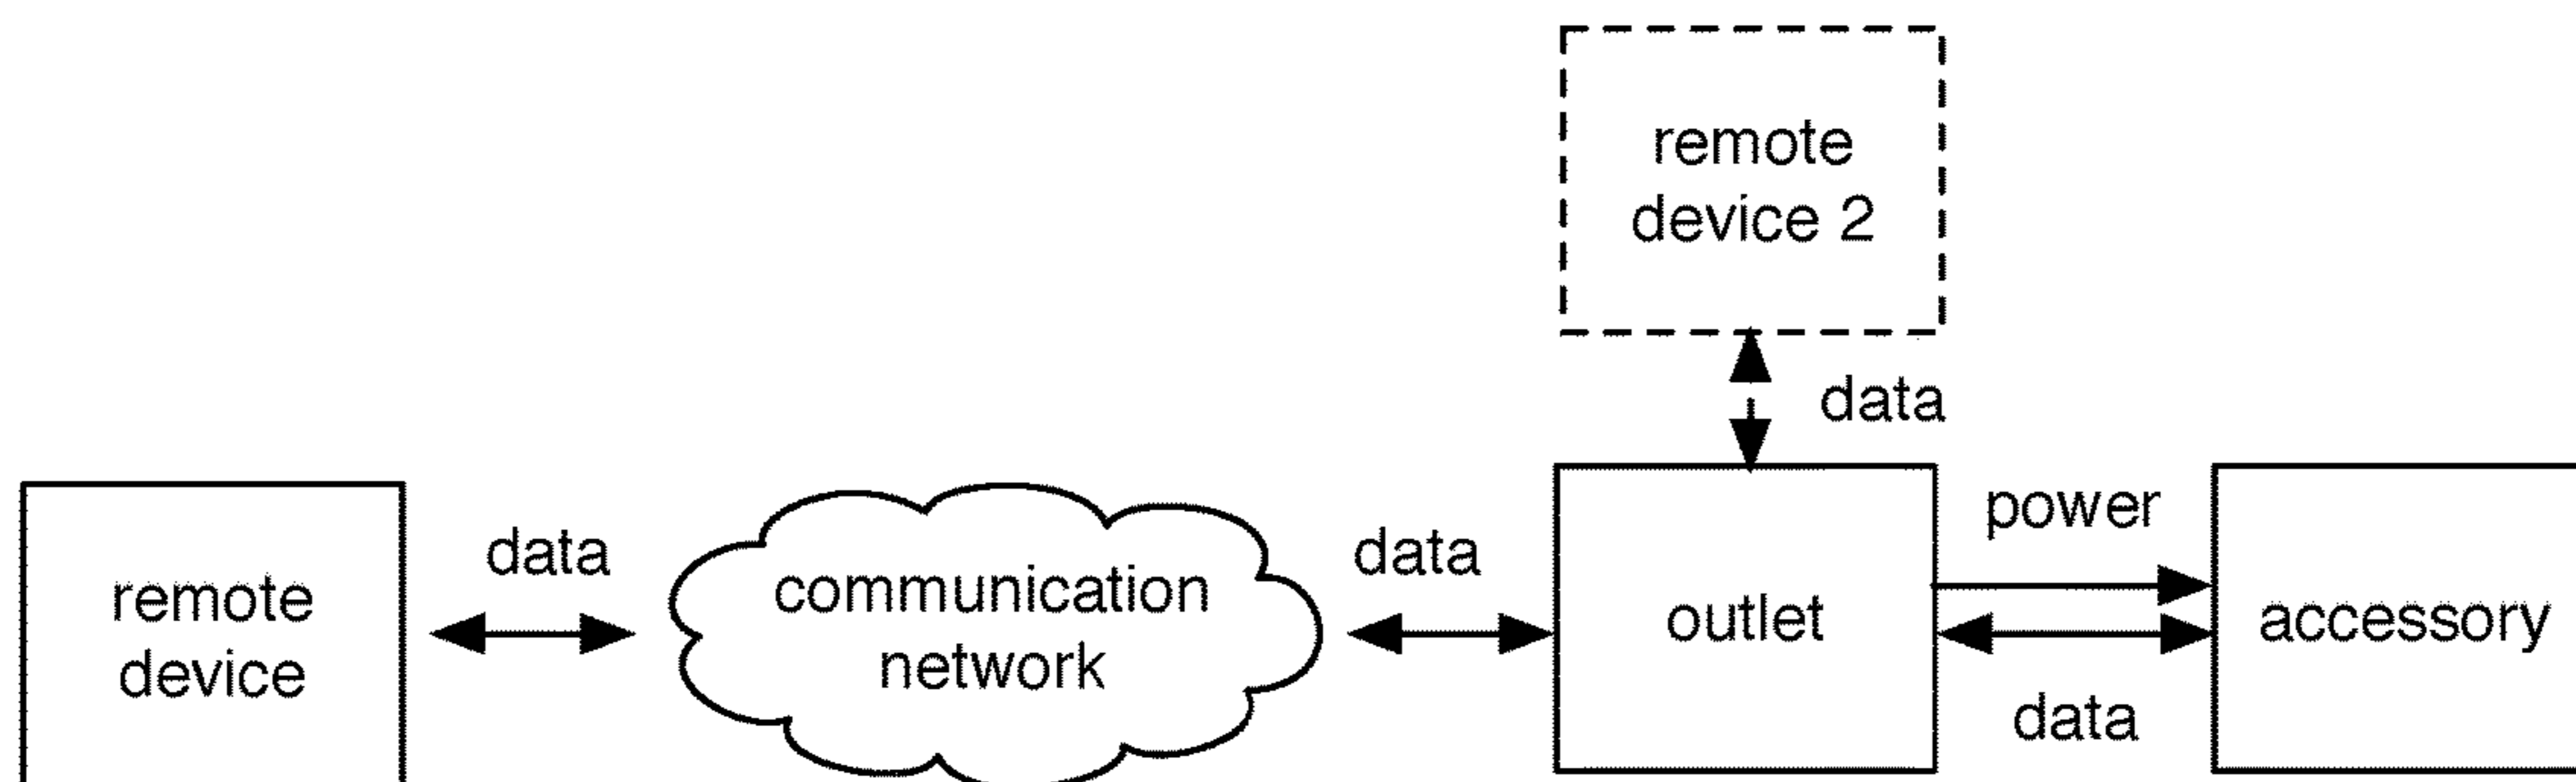 remote
device 2
data
remote
device
data
communication
network
data
outlet
power
data
accessory